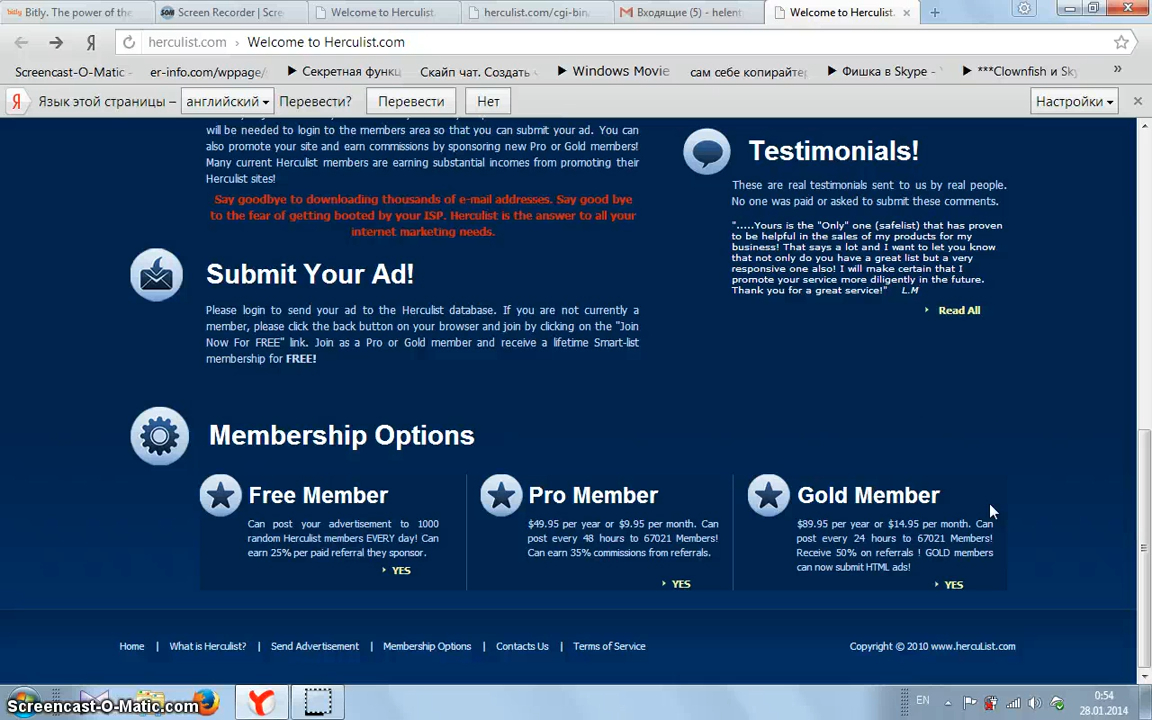 bitly Bitly. The power of the
SOM Screen Recorder | Scre
Welcome to Herculist
herculist.com/cgi-bin
Входящие (5) - helent
Welcome to Herculist.
herculist.com › Welcome to Herculist.com
Screencast-O-Matic -
er-info.com/wppage/
Секретная функц
Скайп чат. Создать
Windows Movie
сам себе копирайтер
Фишка в Skype -
***Clownfish и Sky
Я Язык этой страницы – английский Перевести? Перевести Нет Настройки
will be needed to login to the members area so that you can submit your ad. You can
also promote your site and earn commissions by sponsoring new Pro or Gold members!
Many current Herculist members are earning substantial incomes from promoting their
Herculist sites!
Say goodbye to downloading thousands of e-mail addresses. Say good bye
to the fear of getting booted by your ISP. Herculist is the answer to all your
internet marketing needs.
Testimonials!
These are real testimonials sent to us by real people.
No one was paid or asked to submit these comments.
".....Yours is the "Only" one (safelist) that has proven
to be helpful in the sales of my products for my
business! That says a lot and I want to let you know
that not only do you have a great list but a very
responsive one also! I will make certain that I
promote your service more diligently in the future.
Thank you for a great service!" L.M
Read All
Submit Your Ad!
Please login to send your ad to the Herculist database. If you are not currently a
member, please click the back button on your browser and join by clicking on the "Join
Now For FREE" link. Join as a Pro or Gold member and receive a lifetime Smart-list
membership for FREE!
Membership Options
Free Member
Can post your advertisement to 1000
random Herculist members EVERY day! Can
earn 25% per paid referral they sponsor.
YES
Pro Member
$49.95 per year or $9.95 per month. Can
post every 48 hours to 67021 Members!
Can earn 35% commissions from referrals.
YES
Gold Member
$89.95 per year or $14.95 per month. Can
post every 24 hours to 67021 Members!
Receive 50% on referrals ! GOLD members
can now submit HTML ads!
YES
Home | What is Herculist? | Send Advertisement | Membership Options | Contacts Us | Terms of Service
Copyright © 2010 www.hercuList.com
Screencast-O-Matic.com
EN
0:54
28.01.2014